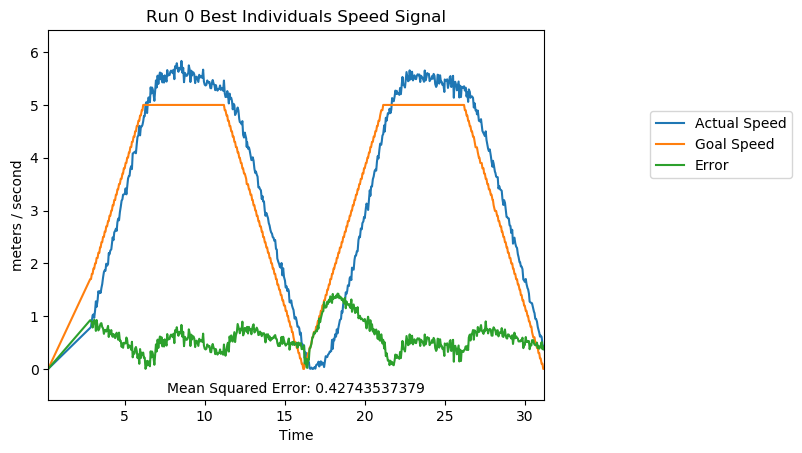 Run 0 Best Individuals Speed Signal
6
5
4
3
2
1
0
meters / second
Actual Speed
Goal Speed
Error
Mean Squared Error: 0.42743537379
5 10 15 20 25 30
Time